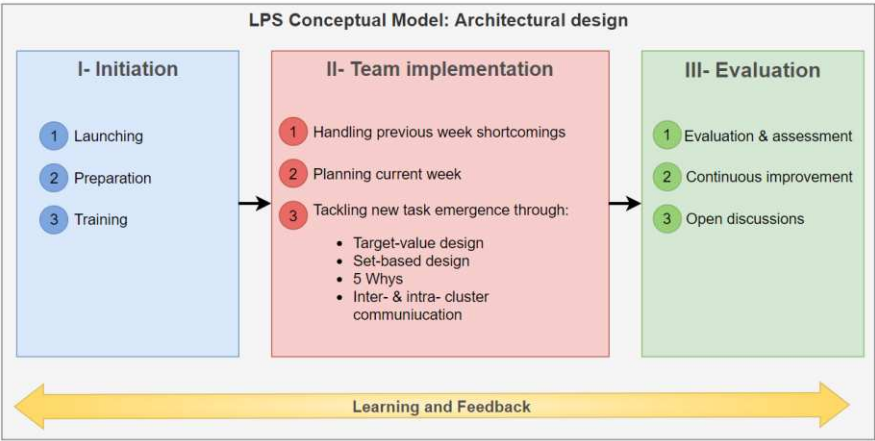 LPS Conceptual Model: Architectural design
I- Initiation
1 Launching
2 Preparation
3 Training
II- Team implementation
1 Handling previous week shortcomings
2 Planning current week
3 Tackling new task emergence through:
• Target-value design
• Set-based design
• 5 Whys
• Inter- & intra- cluster
communiucation
III- Evaluation
1 Evaluation & assessment
2 Continuous improvement
3 Open discussions
Learning and Feedback